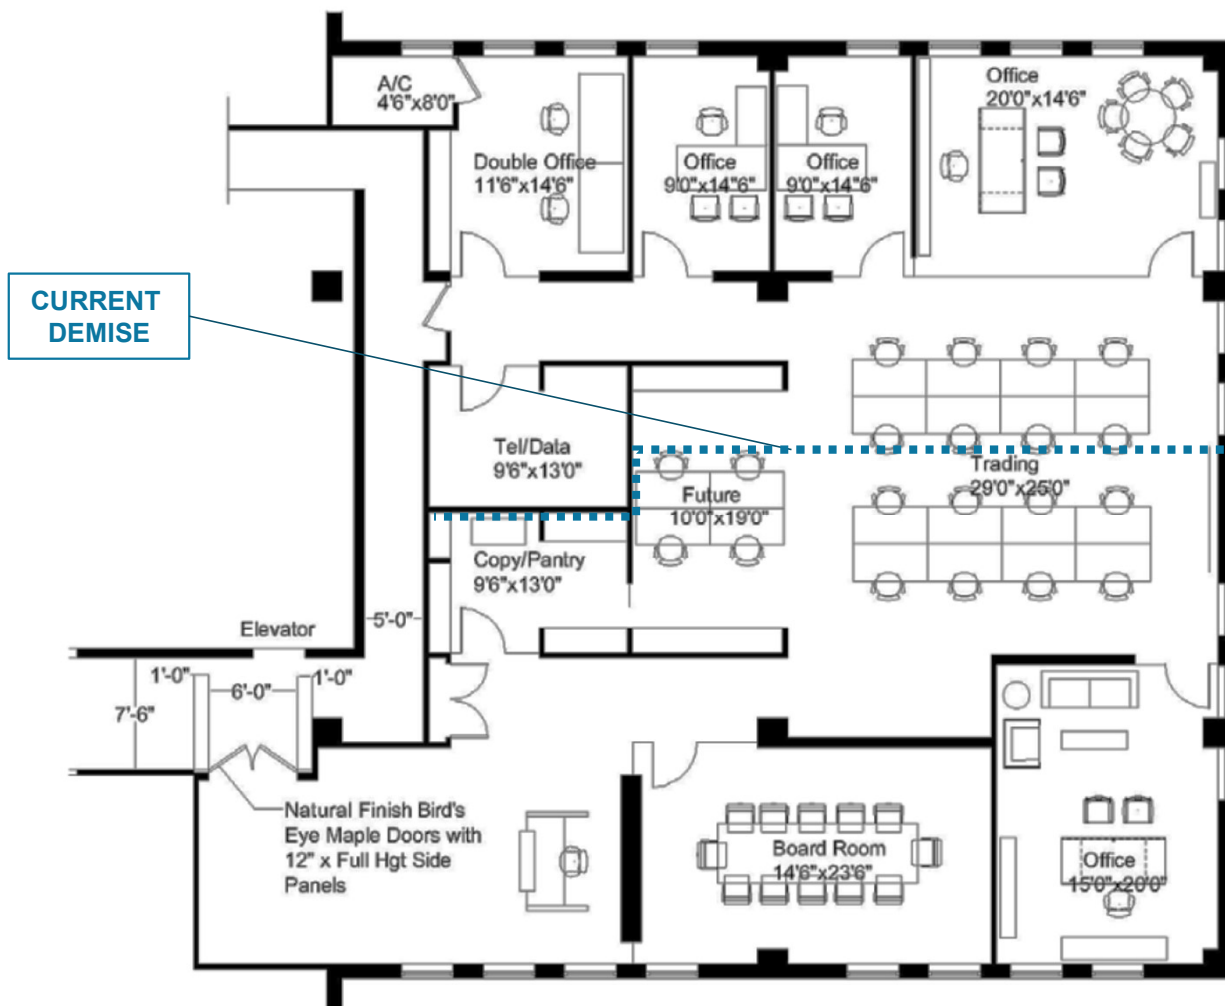 A/C
4'6"x8'0"
Double Office
11'6"x14'6"
Office
9'0"x14'6"
Office
9'0"x14'6"
Office
20'0"x14'6"
CURRENT
DEMISE
Tel/Data
9'6"x13'0"
Future
10'0"x19'0"
Trading
29'0"x25'0"
Copy/Pantry
9'6"x13'0"
5'-0"
Elevator
1'-0"
6'-0"
1'-0"
7'-6"
Natural Finish Bird's
Eye Maple Doors with
12" x Full Hgt Side
Panels
Board Room
14'6"x23'6"
Office
15'0"x20'0"